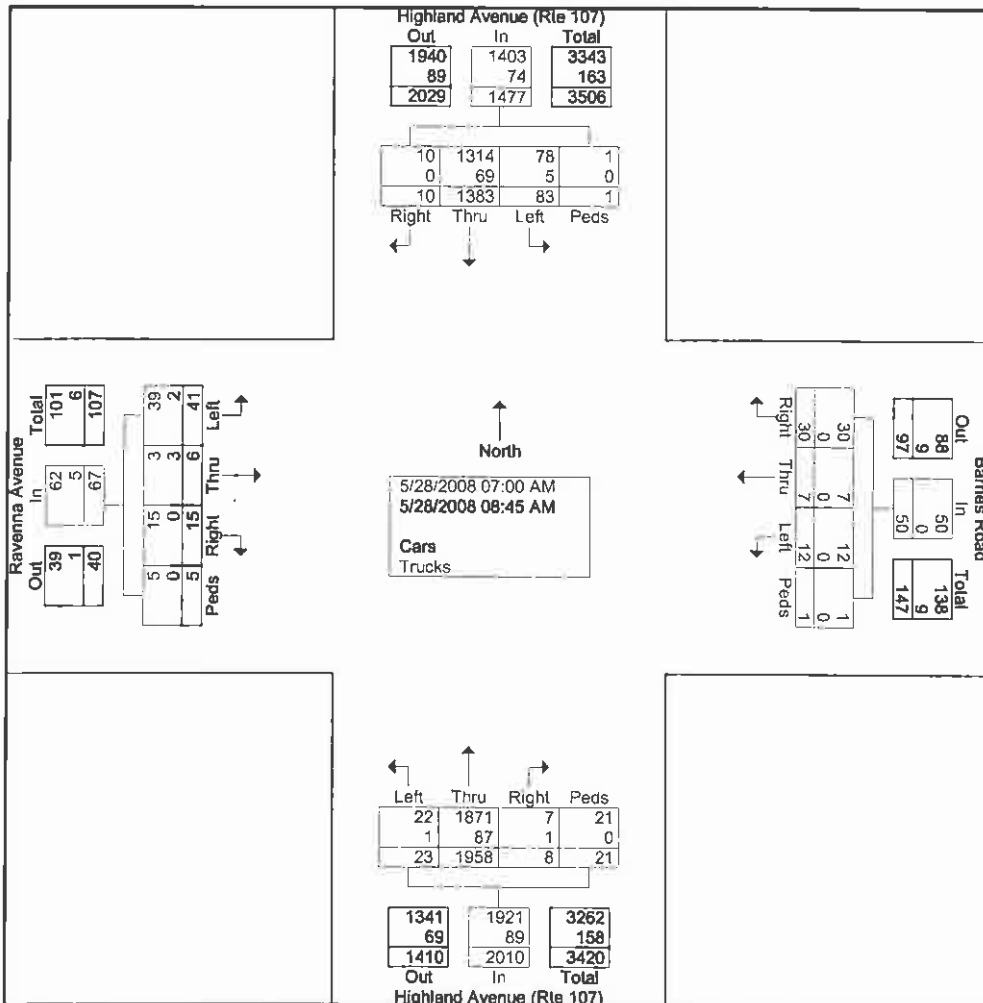 Highland Avenue (Rte 107)
Out In Total
1940 1403 3343
89 74 163
2029 1477 3506
10 1314 78 1
0 69 5 0
10 1383 83 1
Right Thru Left Peds
Ravenna Avenue
Total In Out
101 62 39
6 5 1
107 67 40
39 3 15 5
2 3 0 0
41 6 15 5
Left Thru Right Peds
North
5/28/2008 07:00 AM
5/28/2008 08:45 AM
Cars
Trucks
Barnes Road
Out In Total
88 50 138
9 0 9
97 50 147
30 7 12 1
0 0 0 0
30 7 12 1
Right Thru Left Peds
Left Thru Right Peds
22 1871 7 21
1 87 1 0
23 1958 8 21
1341 1921 3262
69 89 158
1410 2010 3420
Out In Total
Highland Avenue (Rte 107)